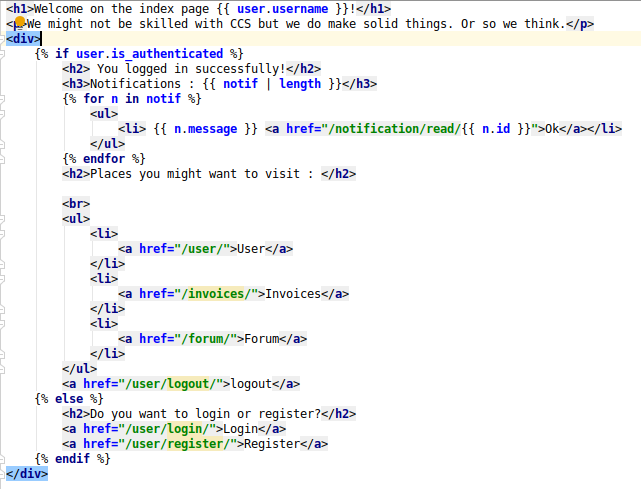 <h1>Welcome on the index page {{ user.username }}!</h1>
<p>We might not be skilled with CCS but we do make solid things. Or so we think.</p>
<div>
    {% if user.is_authenticated %}
        <h2> You logged in successfully!</h2>
        <h3>Notifications : {{ notif | length }}</h3>
        {% for n in notif %}
            <ul>
                <li> {{ n.message }} <a href="/notification/read/{{ n.id }}">Ok</a></li>
            </ul>
        {% endfor %}
        <h2>Places you might want to visit : </h2>

        <br>
        <ul>
            <li>
                <a href="/user/">User</a>
            </li>
            <li>
                <a href="/invoices/">Invoices</a>
            </li>
            <li>
                <a href="/forum/">Forum</a>
            </li>
        </ul>
        <a href="/user/logout/">logout</a>
    {% else %}
        <h2>Do you want to login or register?</h2>
        <a href="/user/login/">Login</a>
        <a href="/user/register/">Register</a>
    {% endif %}
</div>